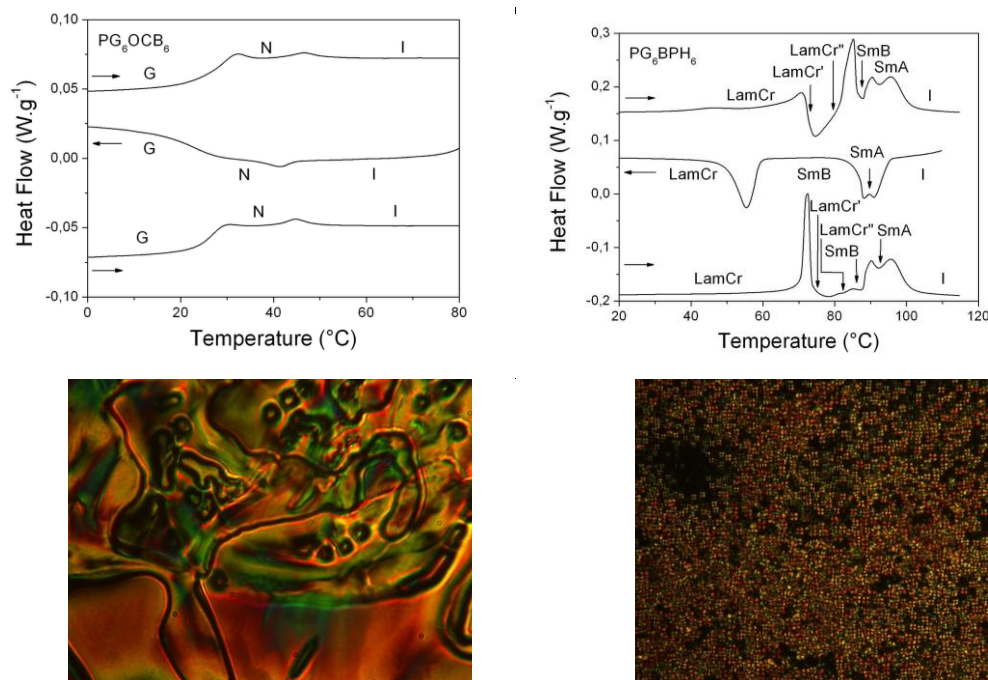 PG₆OCB₆
0,10
0,05
0,00
-0,05
-0,10
Heat Flow (W.g⁻¹)
G
N
I
G
N
I
G
N
I
0
20
40
60
80
Temperature (°C)
PG₆BPH₆
0,3
0,2
0,1
0,0
-0,1
-0,2
Heat Flow (W.g⁻¹)
LamCr
LamCr'
LamCr"
SmB
SmA
I
LamCr
SmB
SmA
I
LamCr
LamCr'
LamCr"
SmB
SmA
I
20
40
60
80
100
120
Temperature (°C)